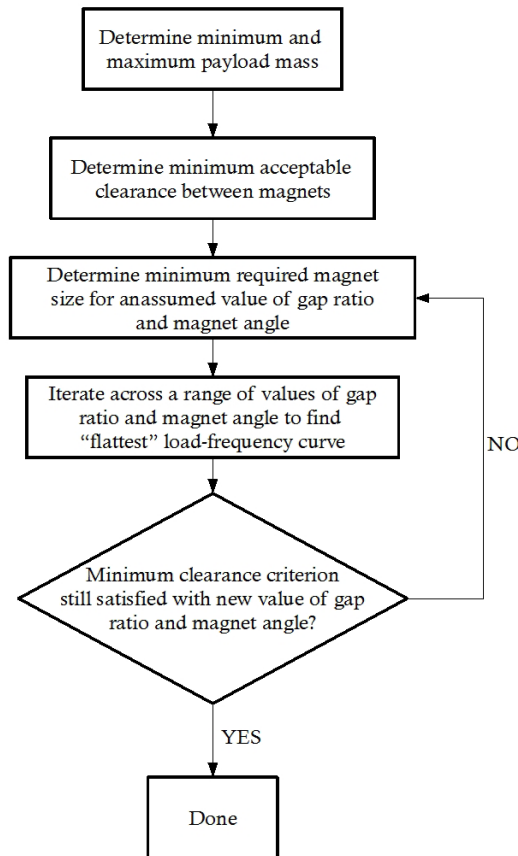 Determine minimum and
maximum payload mass
Determine minimum acceptable
clearance between magnets
Determine minimum required magnet
size for anassumed value of gap ratio
and magnet angle
Iterate across a range of values of gap
ratio and magnet angle to find
“flattest” load-frequency curve
NO
Minimum clearance criterion
still satisfied with new value of gap
ratio and magnet angle?
YES
Done